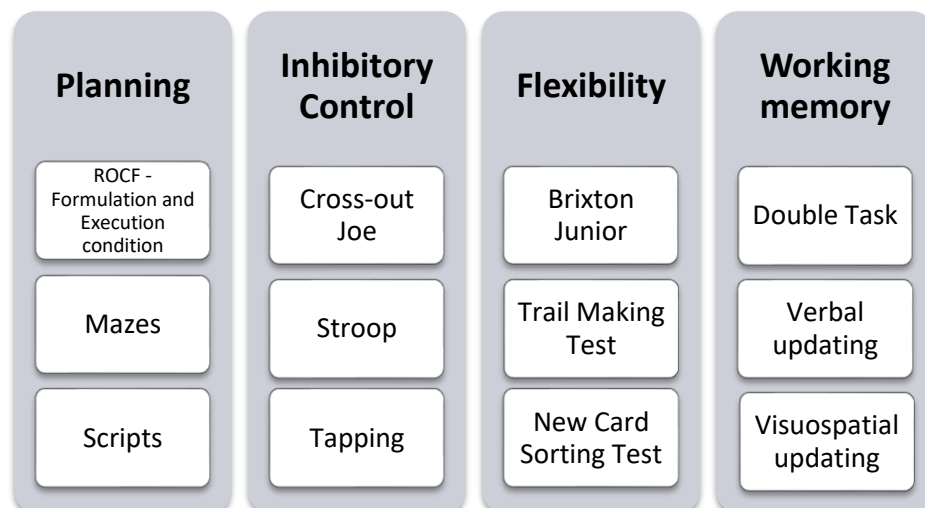 Planning
ROCF -
Formulation and
Execution
condition
Mazes
Scripts
Inhibitory
Control
Cross-out
Joe
Stroop
Tapping
Flexibility
Brixton
Junior
Trail Making
Test
New Card
Sorting Test
Working
memory
Double Task
Verbal
updating
Visuospatial
updating